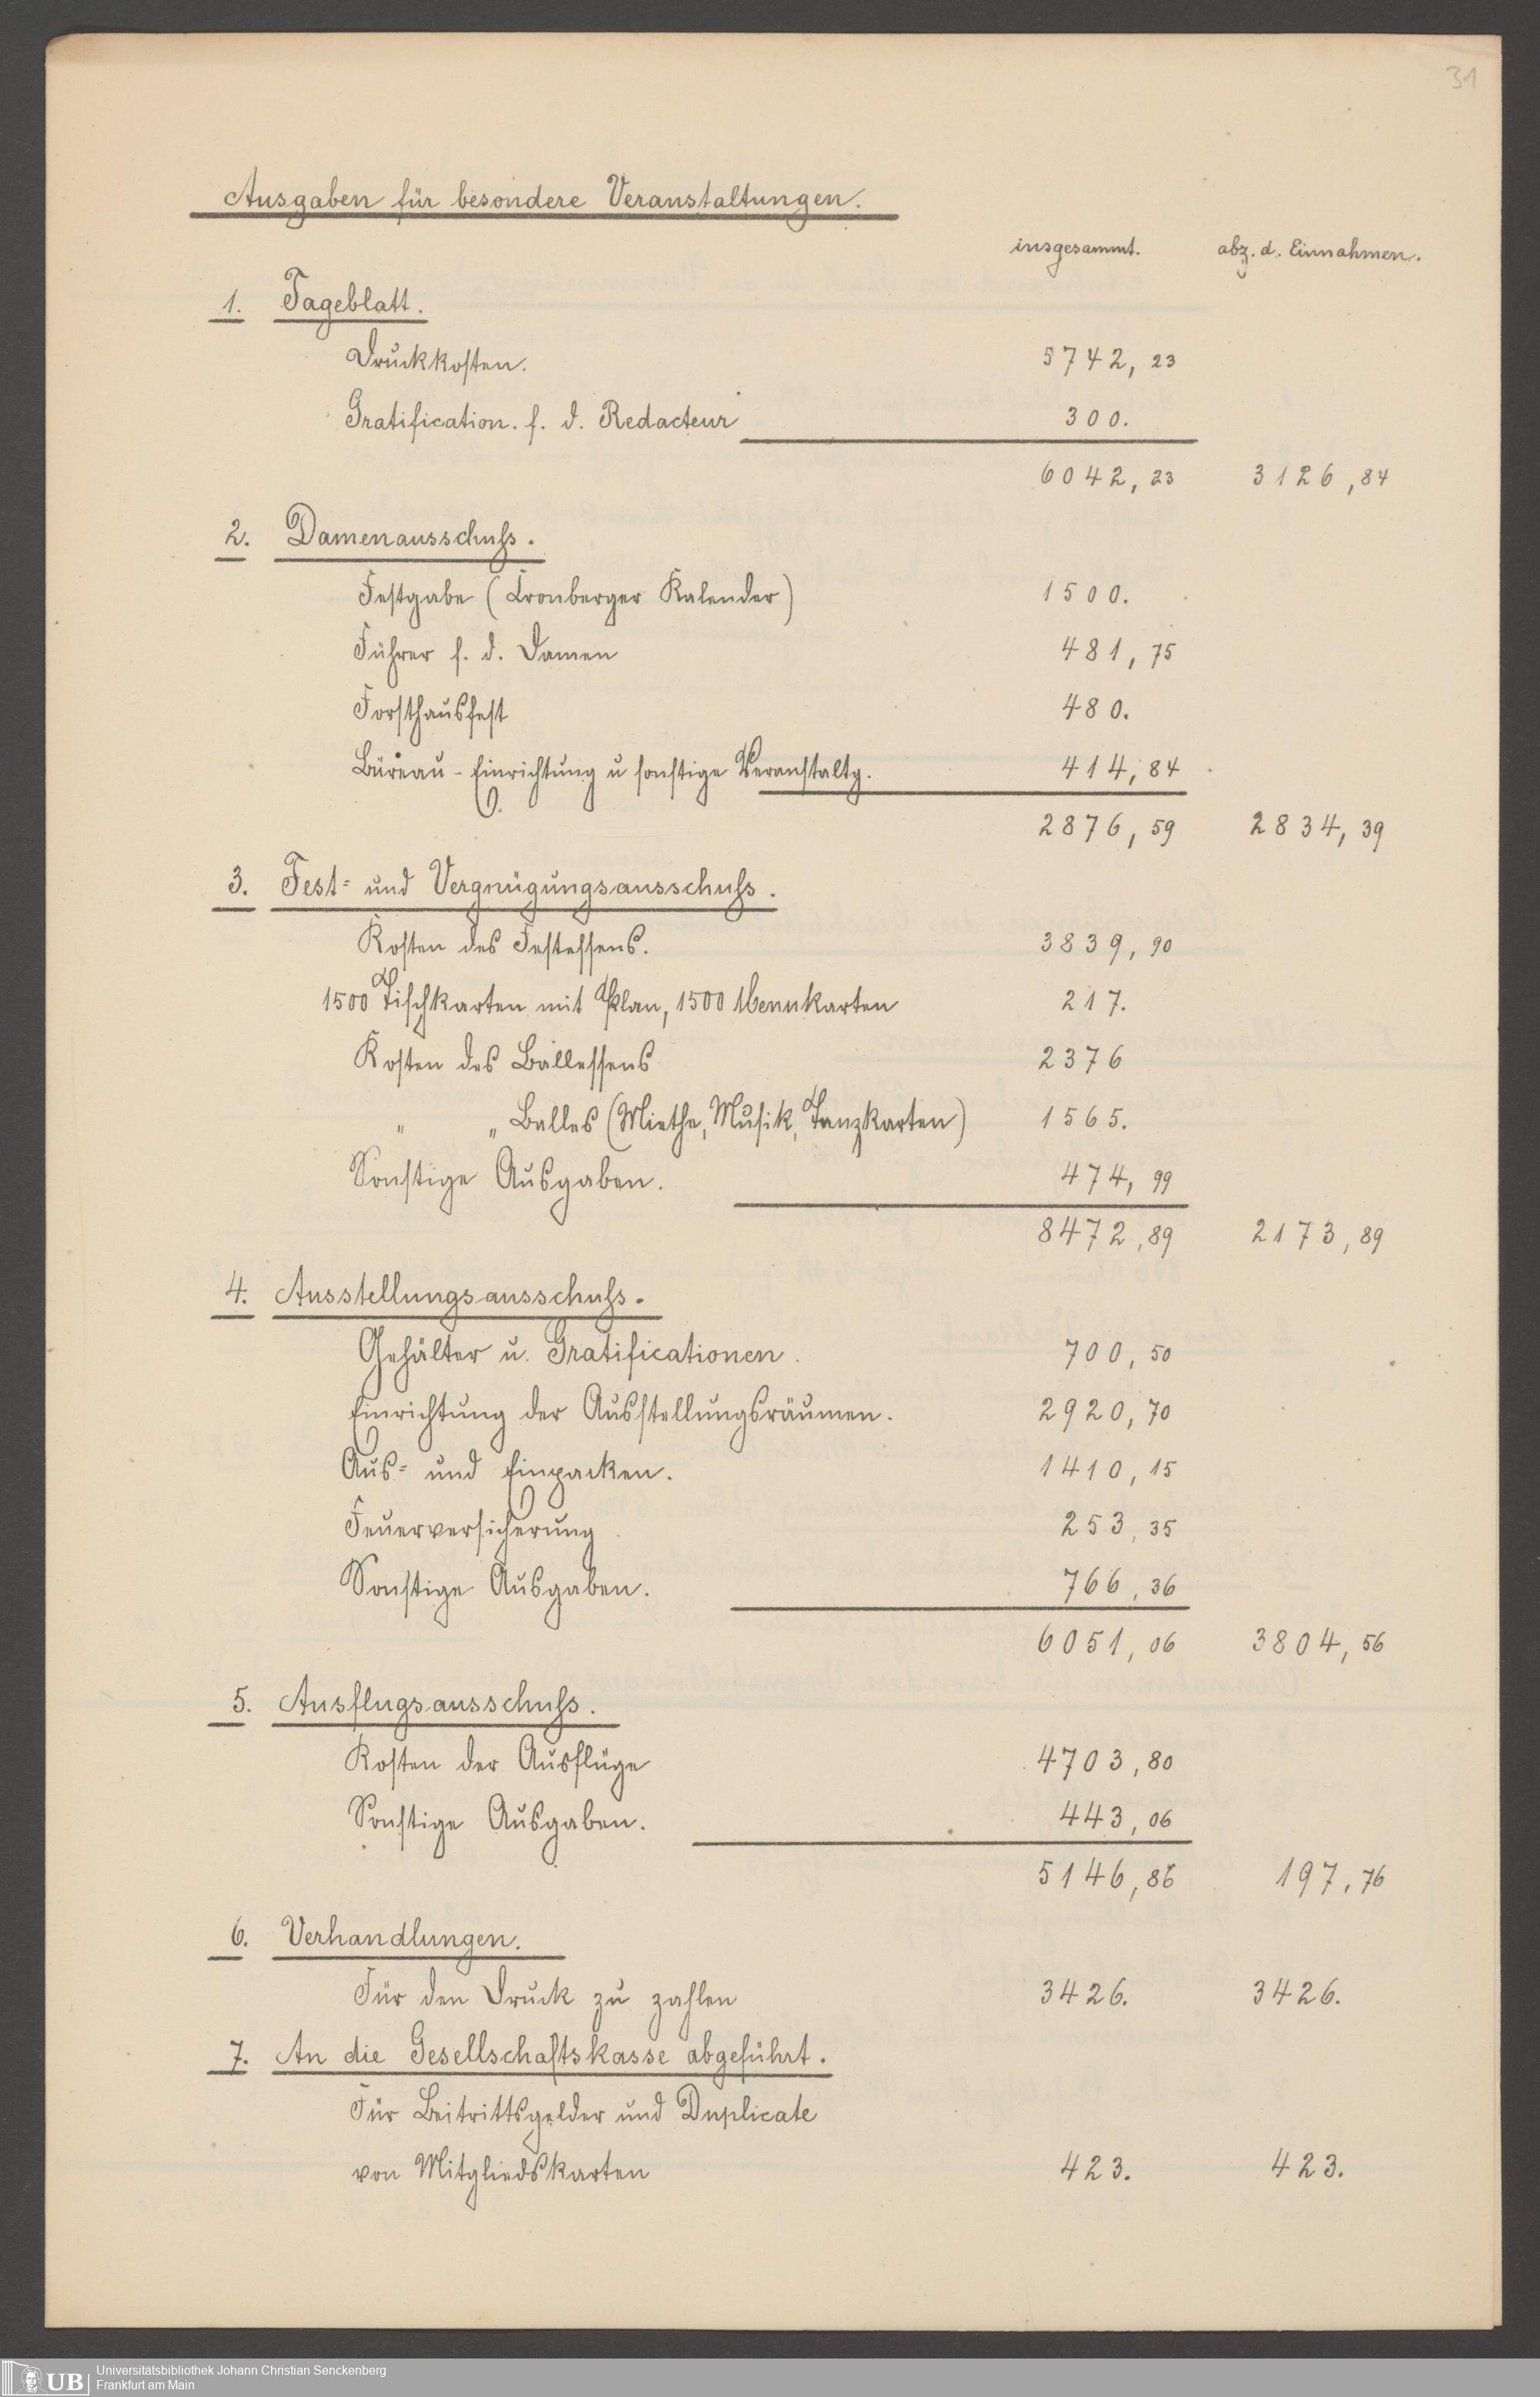 31
Ausgaben für besondere Veranstaltungen.
insgesammt. abz. d. Einnahmen.
1. Tageblatt.
Druckkosten. 5742, 23
Gratification. f. d. Redacteur 300.
6042, 23 3126, 84
2. Damenausschuſs.
Festgabe (Cronberger Kalender) 1500.
Führer f. d. Damen 481, 75
Forsthausfest 480.
Büreau-Einrichtung u sonstige Veranstaltg. 414, 84
2876, 59 2834, 39
3. Fest- und Vergnügungsausschuſs.
Kosten des Festessens. 3839, 90
1500 Tischkarten mit Plan, 1500 Menukarten 217.
Kosten des Ballessens 2376
„ „ Balles (Miethe, Musik, Tanzkarten) 1565.
Sonstige Ausgaben. 474, 99
8472, 89 2173, 89
4. Ausstellungsausschuſs.
Gehälter u. Gratificationen. 700, 50
Einrichtung der Ausstellungsräumen. 2920, 70
Aus- und Einpacken. 1410, 15
Feuerversicherung 253, 35
Sonstige Ausgaben. 766, 36
6051, 06 3804, 56
5. Ausflugsausschuſs.
Kosten der Ausflüge 4703, 80
Sonstige Ausgaben. 443, 06
5146, 86 197, 76
6. Verhandlungen.
Für den Druck zu zahlen 3426. 3426.
7. An die Gesellschaftskasse abgeführt.
Für Beitrittsgelder und Duplicate
von Mitgliedskarten 423. 423.
UB Universitätsbibliothek Johann Christian Senckenberg
Frankfurt am Main